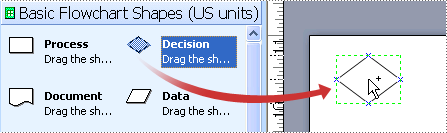 Basic Flowchart Shapes (US units)
Process
Drag the sh...
Decision
Drag the sh...
Document
Drag the sh...
Data
Drag the sh...